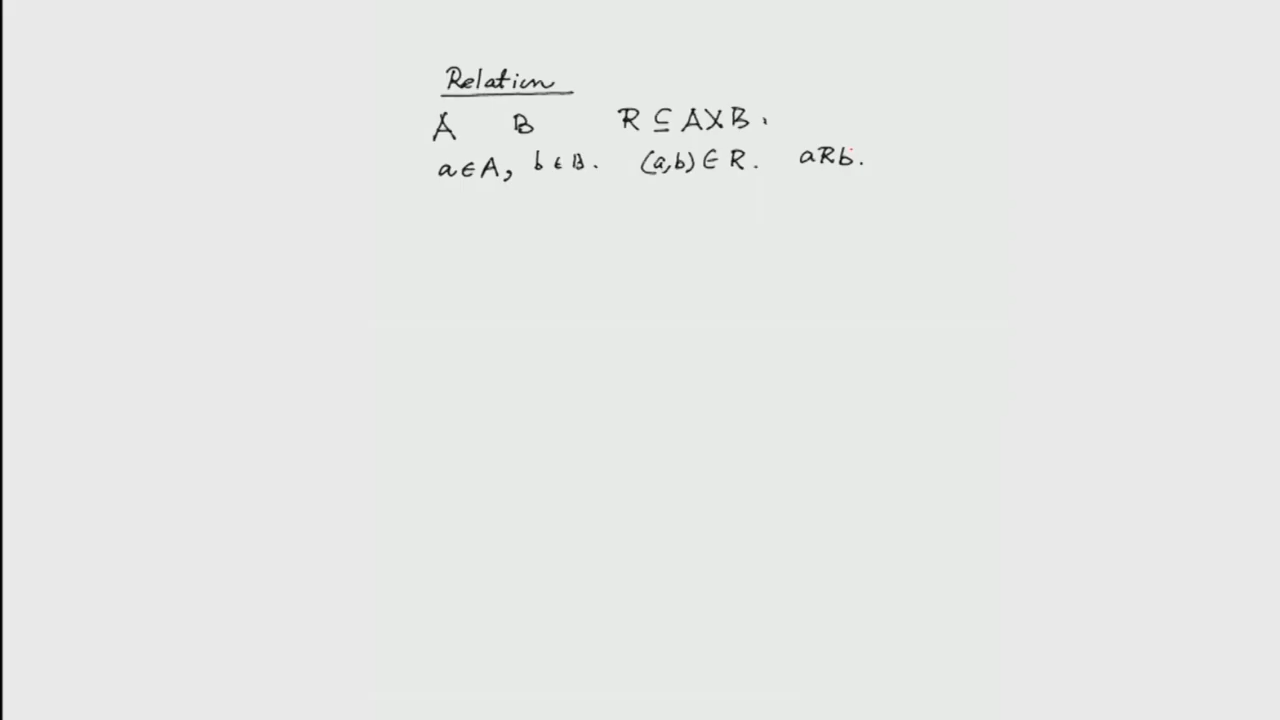 Relation
A B R ⊆ A×B.
a ∈ A, b ∈ B. (a,b) ∈ R. aRb.